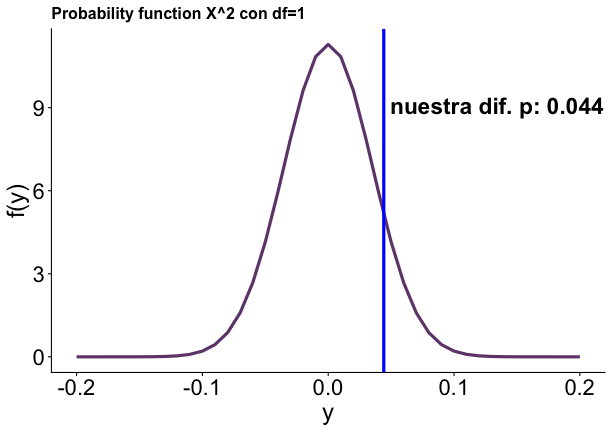 Probability function X^2 con df=1
f(y)
9
6
3
0
nuestra dif. p: 0.044
-0.2 -0.1 0.0 0.1 0.2
y